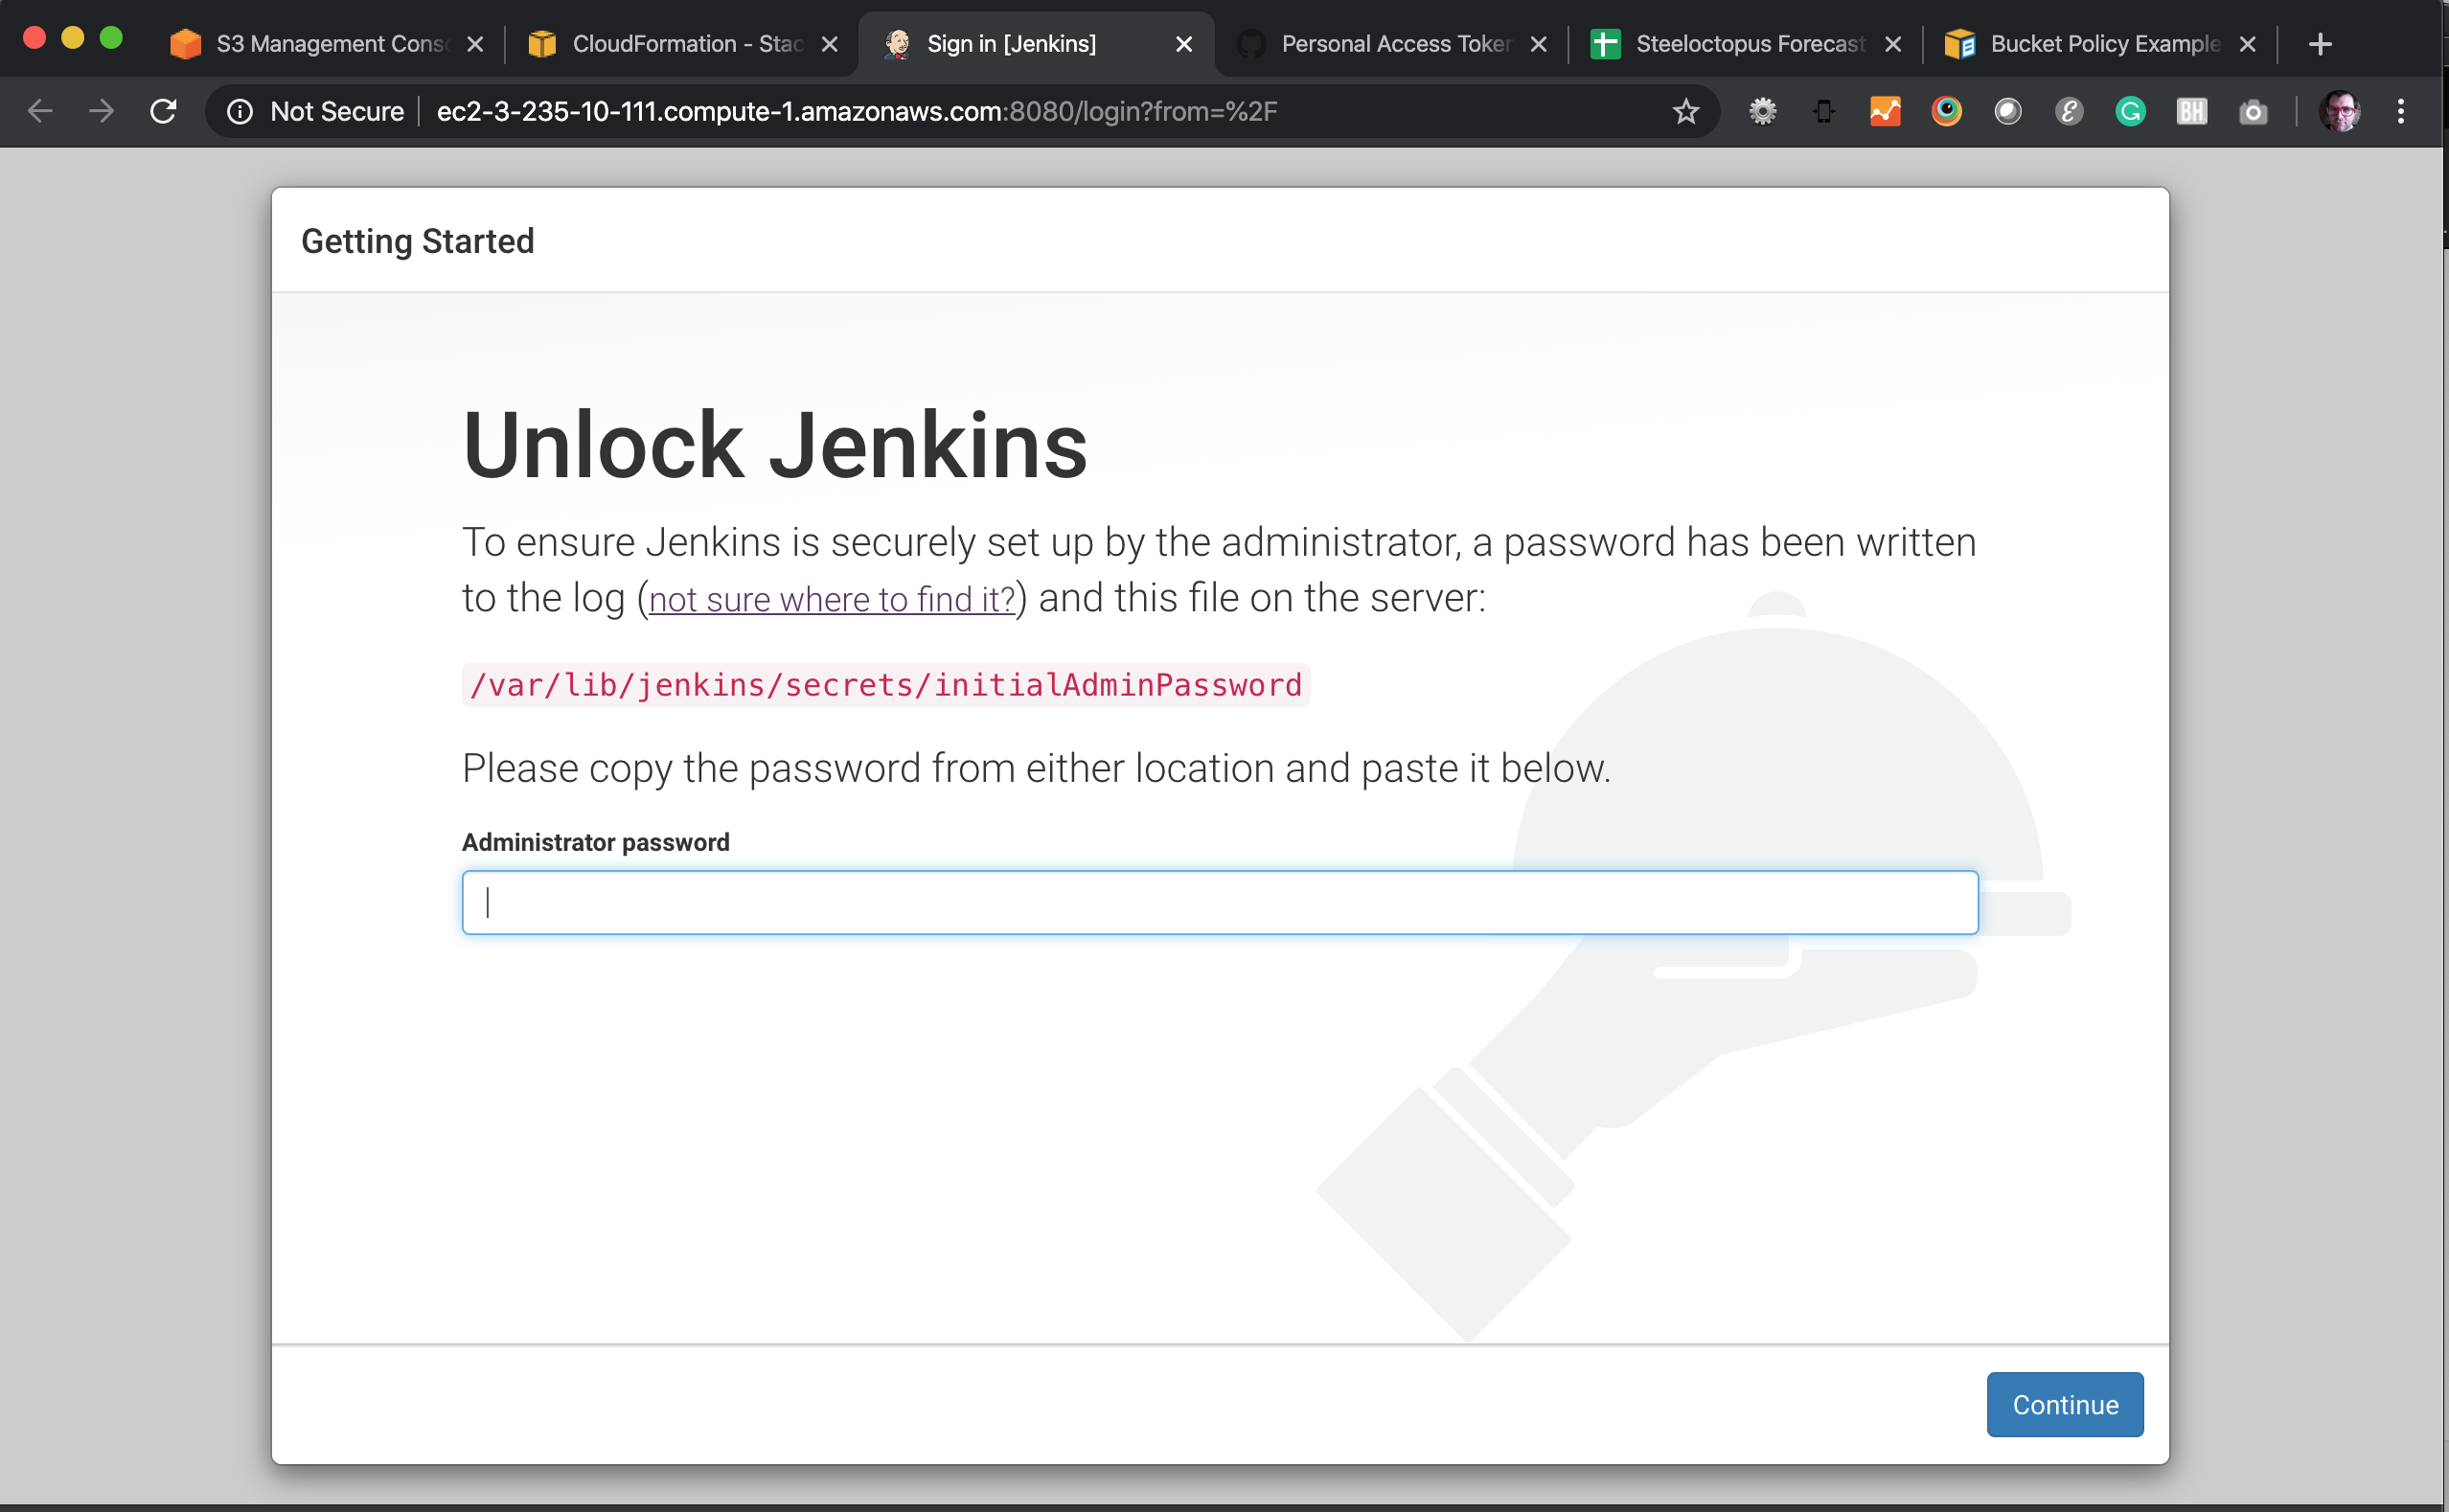 S3 Management Conso
CloudFormation - Stac
Sign in [Jenkins]
Personal Access Token
Steeloctopus Forecast
Bucket Policy Example
Not Secure
ec2-3-235-10-111.compute-1.amazonaws.com:8080/login?from=%2F
BH
Getting Started
Unlock Jenkins
To ensure Jenkins is securely set up by the administrator, a password has been written
to the log (not sure where to find it?) and this file on the server:
/var/lib/jenkins/secrets/initialAdminPassword
Please copy the password from either location and paste it below.
Administrator password
Continue